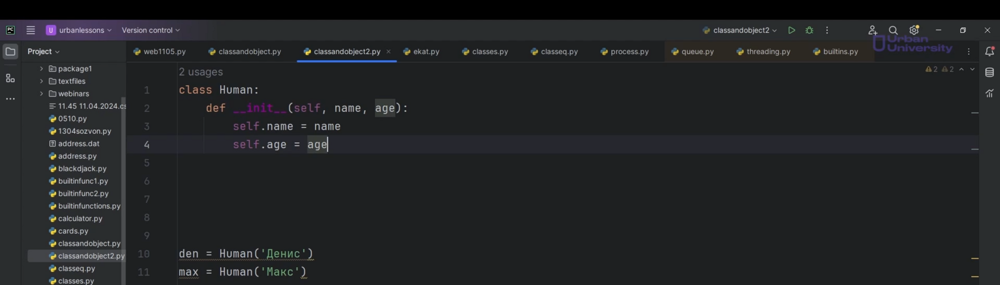 PC
U urbanlessons Version control classandobject2
Urban
University
Project web1105.py classandobject.py classandobject2.py ekat.py classes.py classeq.py process.py queue.py threading.py builtins.py
package1
textfiles
webinars
11.45 11.04.2024.cs
0510.py
1304sozvon.py
address.dat
address.py
blackdjack.py
builtinfunc1.py
builtinfunc2.py
builtinfunctions.py
calculator.py
cards.py
classandobject.py
classandobject2.py
classeq.py
classes.py
2 usages
2 2
1 class Human:
2 def __init__(self, name, age):
3 self.name = name
4 self.age = age
5
6
7
8
9
10 den = Human('Денис')
11 max = Human('Макс')